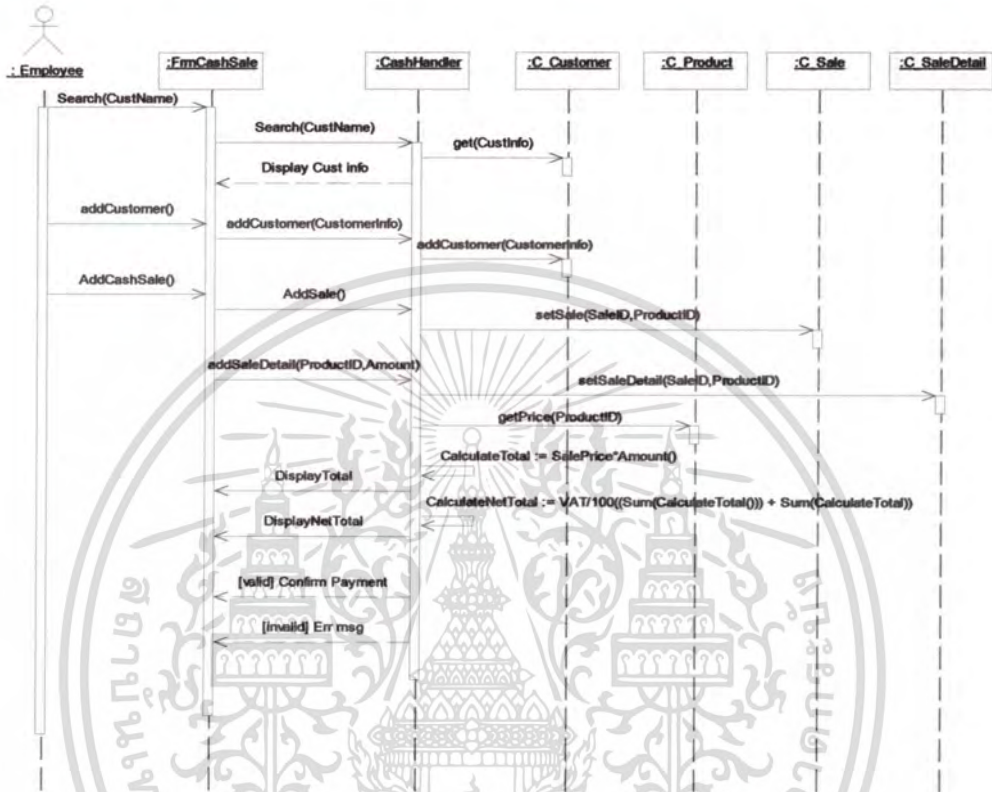 : Employee
:FrmCashSale
:CashHandler
:C_Customer
:C_Product
:C_Sale
:C_SaleDetail
Search(CustName)
Search(CustName)
get(CustInfo)
Display Cust info
addCustomer()
addCustomer(CustomerInfo)
addCustomer(CustomerInfo)
AddCashSale()
AddSale()
setSale(SaleID,ProductID)
addSaleDetail(ProductID,Amount)
setSaleDetail(SaleID,ProductID)
getPrice(ProductID)
CalculateTotal := SalePrice*Amount()
DisplayTotal
CalculateNetTotal := VAT/100((Sum(CalculateTotal())) + Sum(CalculateTotal))
DisplayNetTotal
[valid] Confirm Payment
[invalid] Err msg